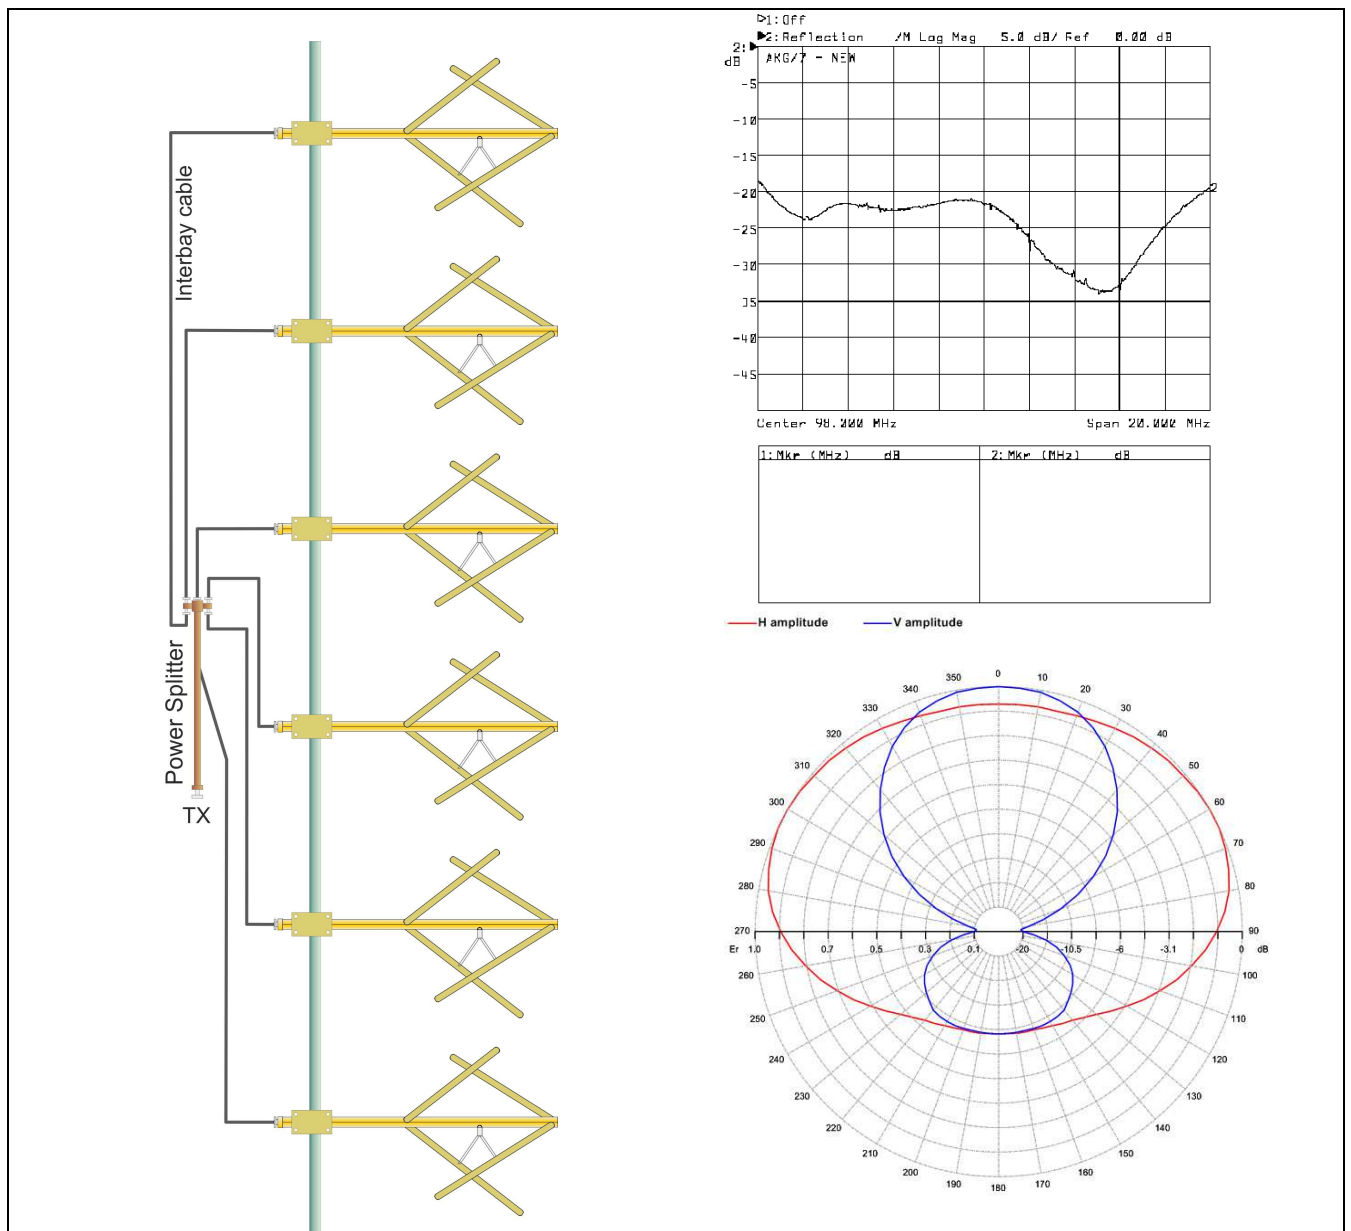 Interbay cable
Power Splitter
TX
1:Off
2:Reflection /M Log Mag 5.0 dB/ Ref 0.00 dB
2:
dB
AKG/7 - NEW
-5
-10
-15
-20
-25
-30
35
-40
-45
2
Center 98.000 MHz Span 20.000 MHz
1:Mkr (MHz) dB 2:Mkr (MHz) dB
H amplitude V amplitude
0
350 10
340 20
330 30
320 40
310 50
300 60
290 70
280 80
270 90
Er 1.0 0.7 0.5 0.3 0.1 -20 -10.5 -6 -3.1 0 dB
260 100
250 110
240 120
230 130
220 140
210 150
200 160
190 170
180